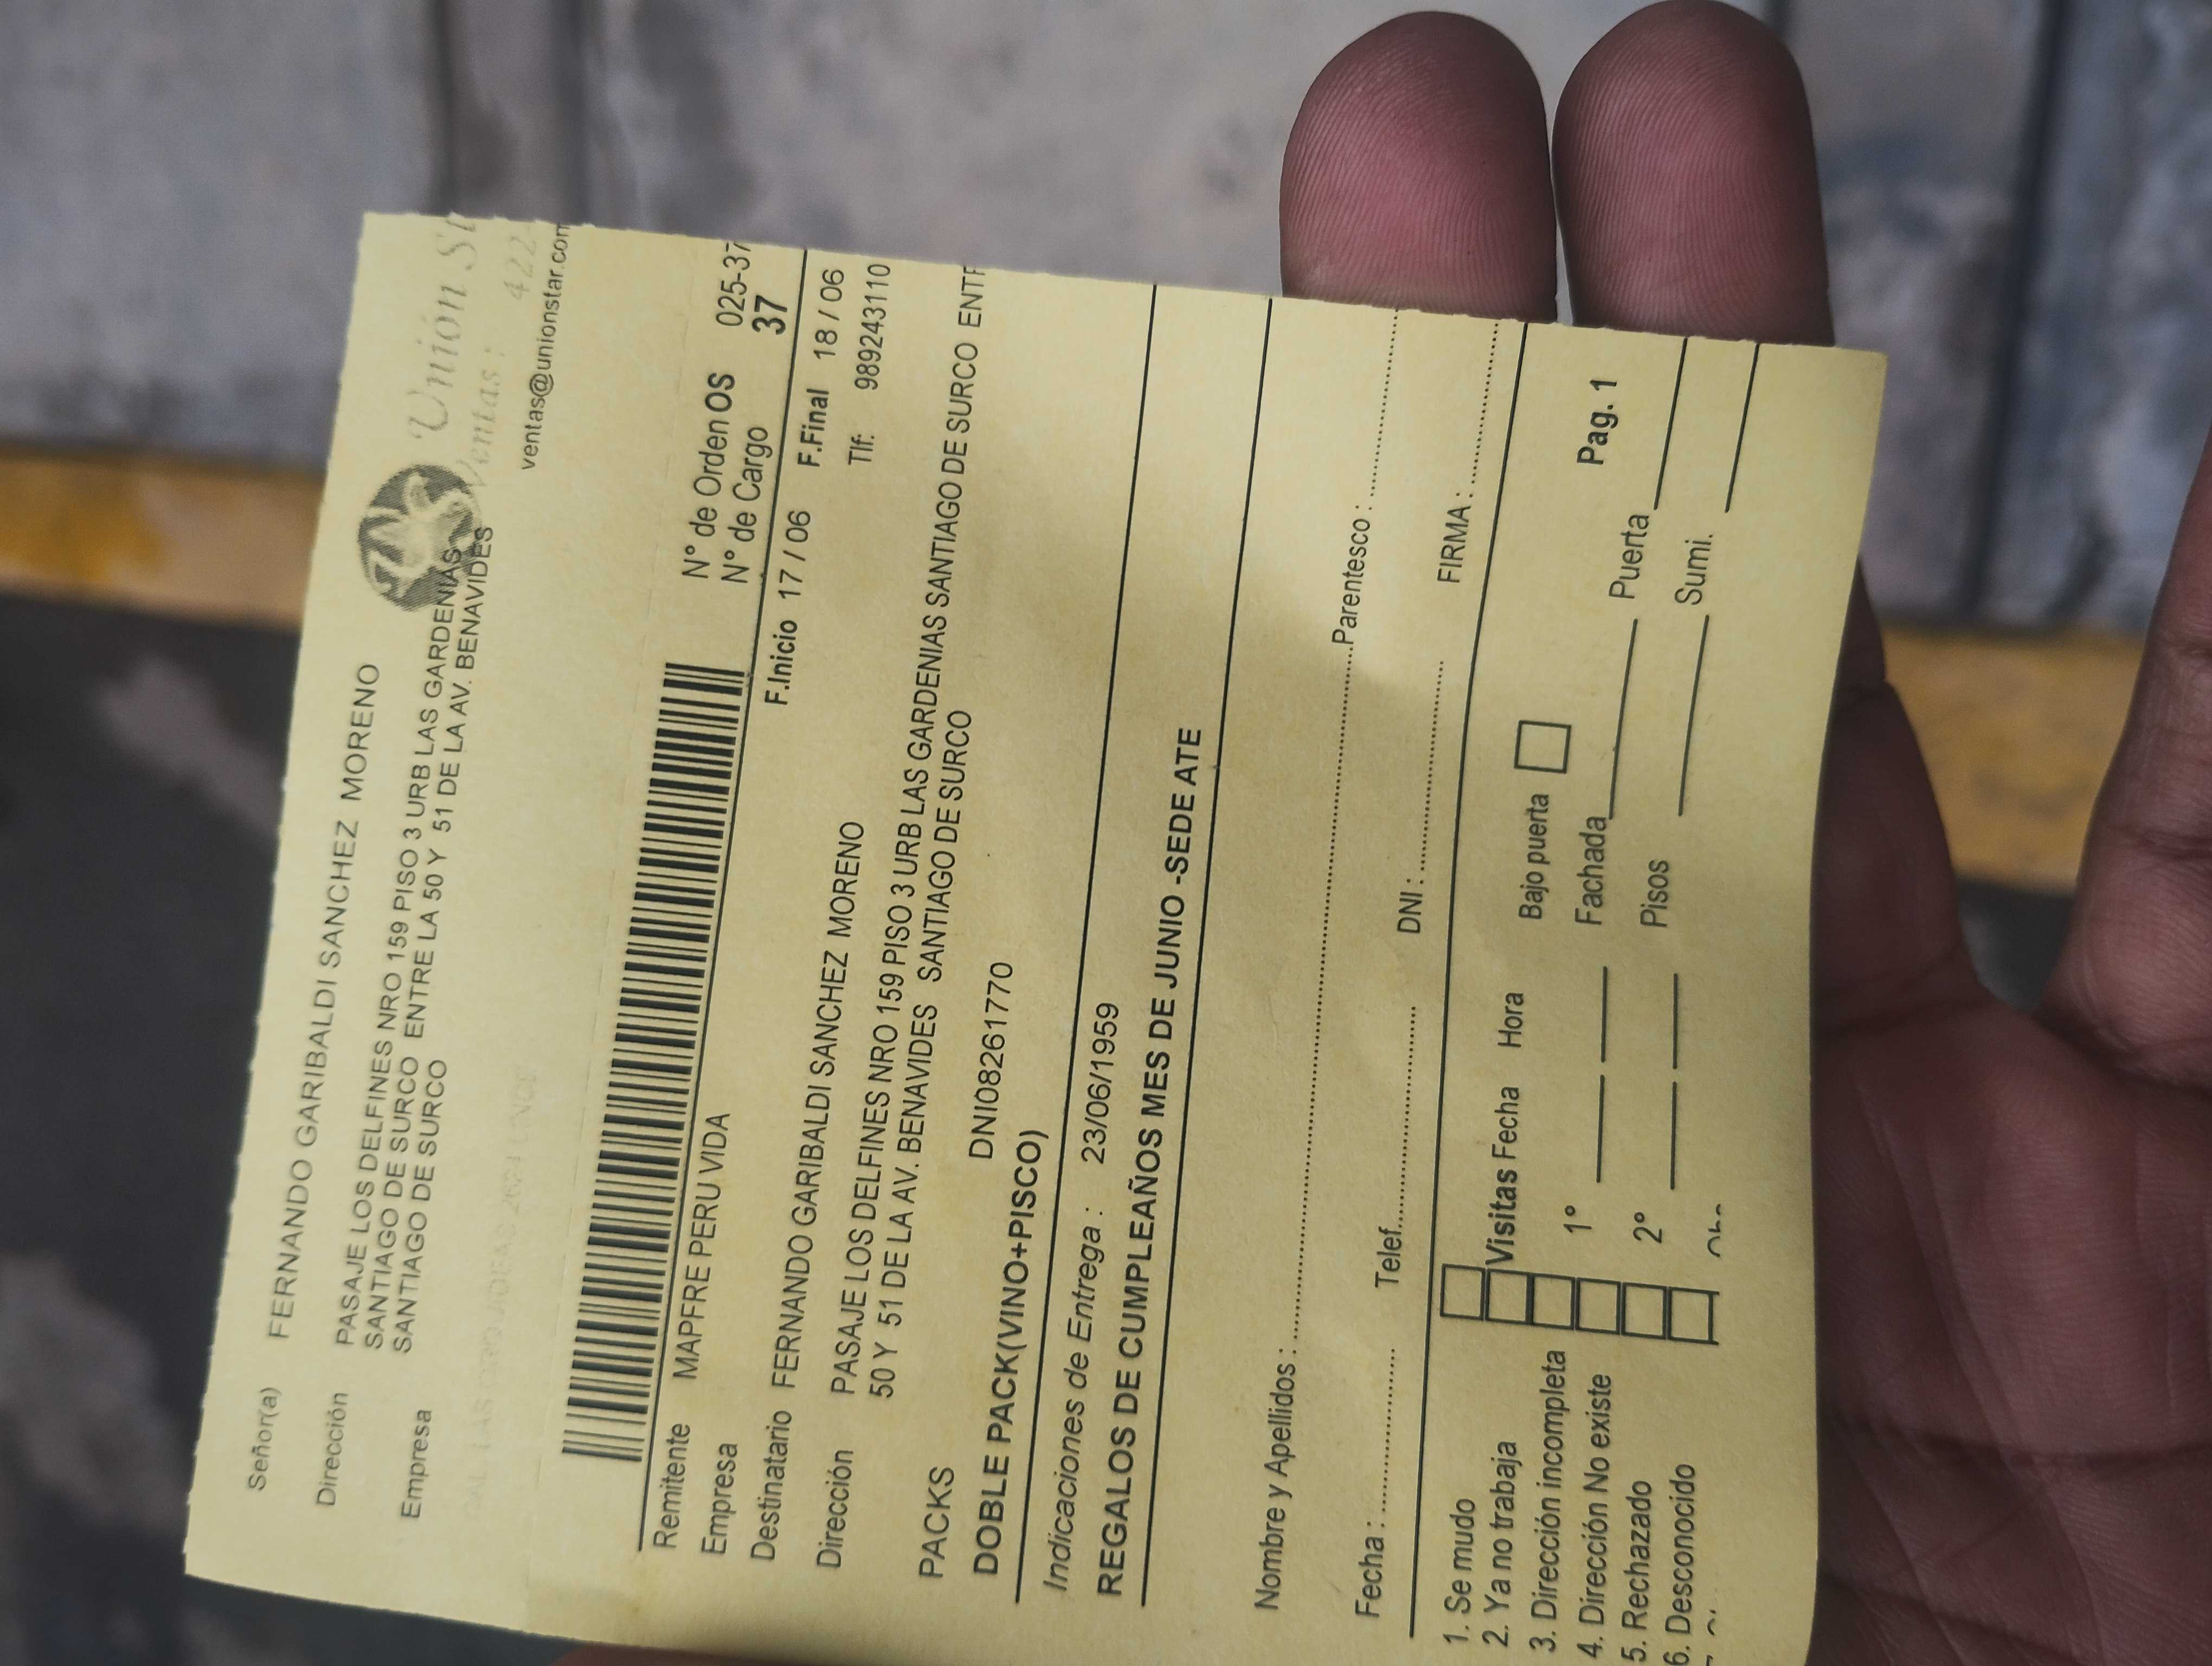 Señor(a) FERNANDO GARIBALDI SANCHEZ MORENO
Unión
Ventas : 422
Dirección PASAJE LOS DELFINES NRO 159 PISO 3 URB LAS GARDENIAS
SANTIAGO DE SURCO ENTRE LA 50 Y 51 DE LA AV. BENAVIDES
Empresa SANTIAGO DE SURCO
ventas@unionstar.com
Remitente MAPFRE PERU VIDA
N° de Orden OS 025-37
Empresa
N° de Cargo 37
F.Inicio 17 / 06 F.Final 18 / 06
Destinatario FERNANDO GARIBALDI SANCHEZ MORENO
Tlf: 989243110
Dirección PASAJE LOS DELFINES NRO 159 PISO 3 URB LAS GARDENIAS SANTIAGO DE SURCO ENTR
50 Y 51 DE LA AV. BENAVIDES SANTIAGO DE SURCO
PACKS DNI08261770
DOBLE PACK(VINO+PISCO)
Indicaciones de Entrega : 23/06/1959
REGALOS DE CUMPLEAÑOS MES DE JUNIO -SEDE ATE
Nombre y Apellidos : Parentesco :
Fecha : Telef. DNI : FIRMA :
1. Se mudo
2. Ya no trabaja Visitas Fecha Hora Bajo puerta
3. Dirección incompleta 1° Fachada Puerta Pag. 1
4. Dirección No existe
5. Rechazado 2° Pisos Sumi.
6. Desconocido